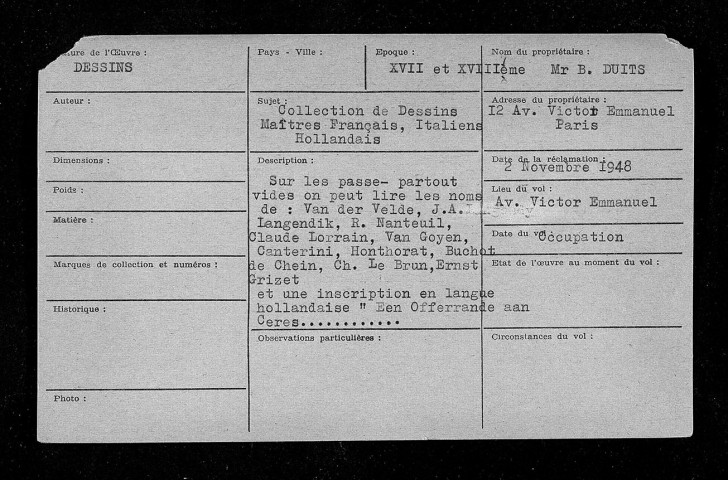 ture de l'Œuvre :
DESSINS
Pays - Ville :
Epoque :
XVII et XVIIIème
Nom du propriétaire :
Mr B. DUITS
Auteur :
Sujet :
Collection de Dessins
Maîtres Français, Italiens
Hollandais
Adresse du propriétaire :
I2 Av. Victor Emmanuel
Paris
Dimensions :
Poids :
Matière :
Marques de collection et numéros :
Historique :
Photo :
Description :
Sur les passe- partout
vides on peut lire les noms
de : Van der Velde, J.A.
Langendik, R. Nanteuil,
Claude Lorrain, Van Goyen,
Canterini, Honthorat, Buchot
de Chein, Ch. Le Brun,Ernst
Grizet
et une inscription en langue
hollandaise " Een Offerrande aan
Ceres............
Observations particulières :
Date de la réclamation :
2 Novembre 1948
Lieu du vol :
Av. Victor Emmanuel
Date du vol
Occupation
Etat de l'œuvre au moment du vol :
Circonstances du vol :